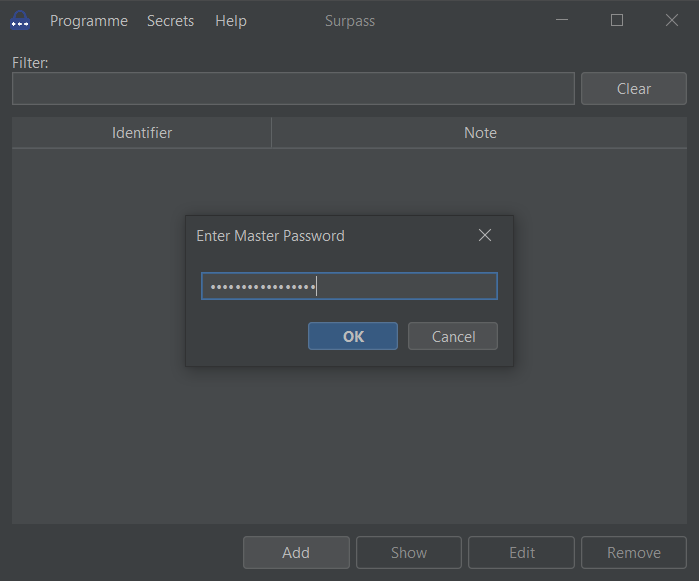 Programme Secrets Help Surpass
Filter:
Clear
Identifier Note
Enter Master Password
•••••••••••••••••
OK Cancel
Add Show Edit Remove